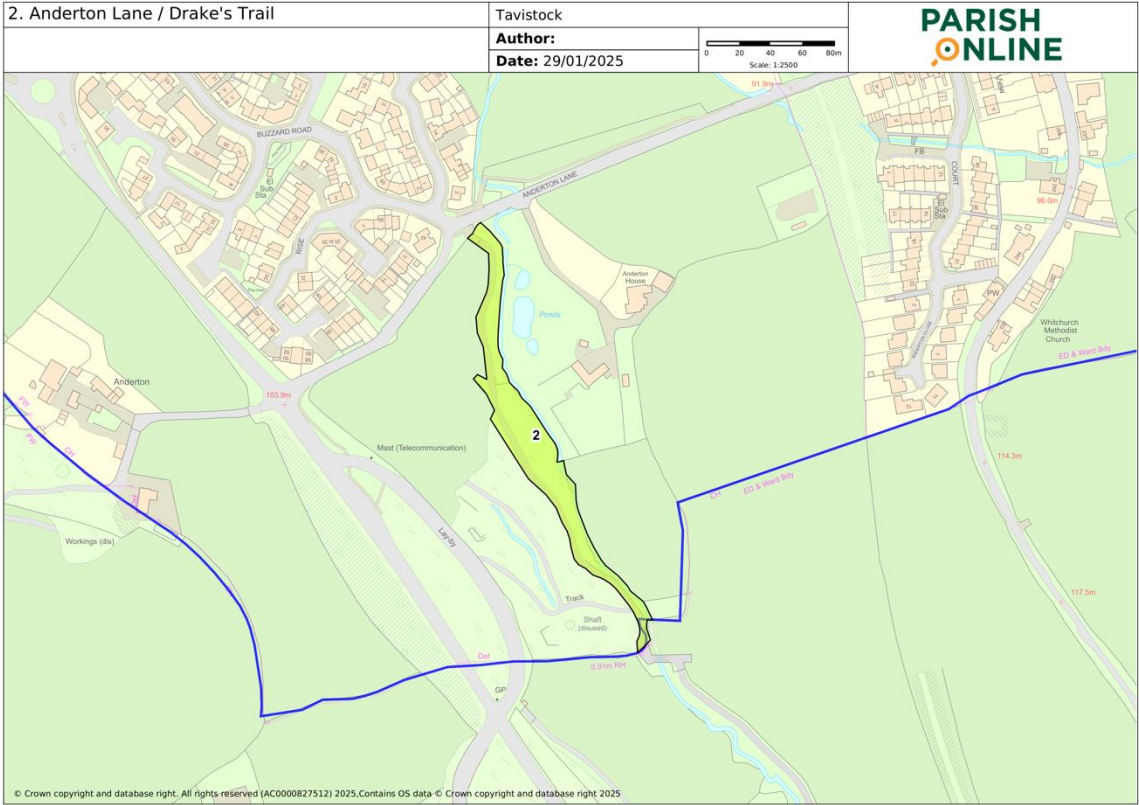 2. Anderton Lane / Drake's Trail
Tavistock
Author:
Date: 29/01/2025
0 20 40 60 80m
Scale: 1:2500
PARISH
ONLINE
91.9m
View
BUZZARD ROAD
FB
COURT
El
Sub
Sta
ANDERTON LANE
El
Sub
Sta
96.0m
RISE
Anderton
House
PW
Ponds
Whitchurch
Methodist
Church
ED & Ward Bdy
Anderton
103.9m
FW
FW
CH
2
Mast (Telecommunication)
114.3m
CH
ED & Ward Bdy
Lay-by
Workings (dis)
Track
117.5m
Shaft
(disused)
Def
0.91m RH
GP
© Crown copyright and database right. All rights reserved (AC0000827512) 2025,Contains OS data © Crown copyright and database right 2025